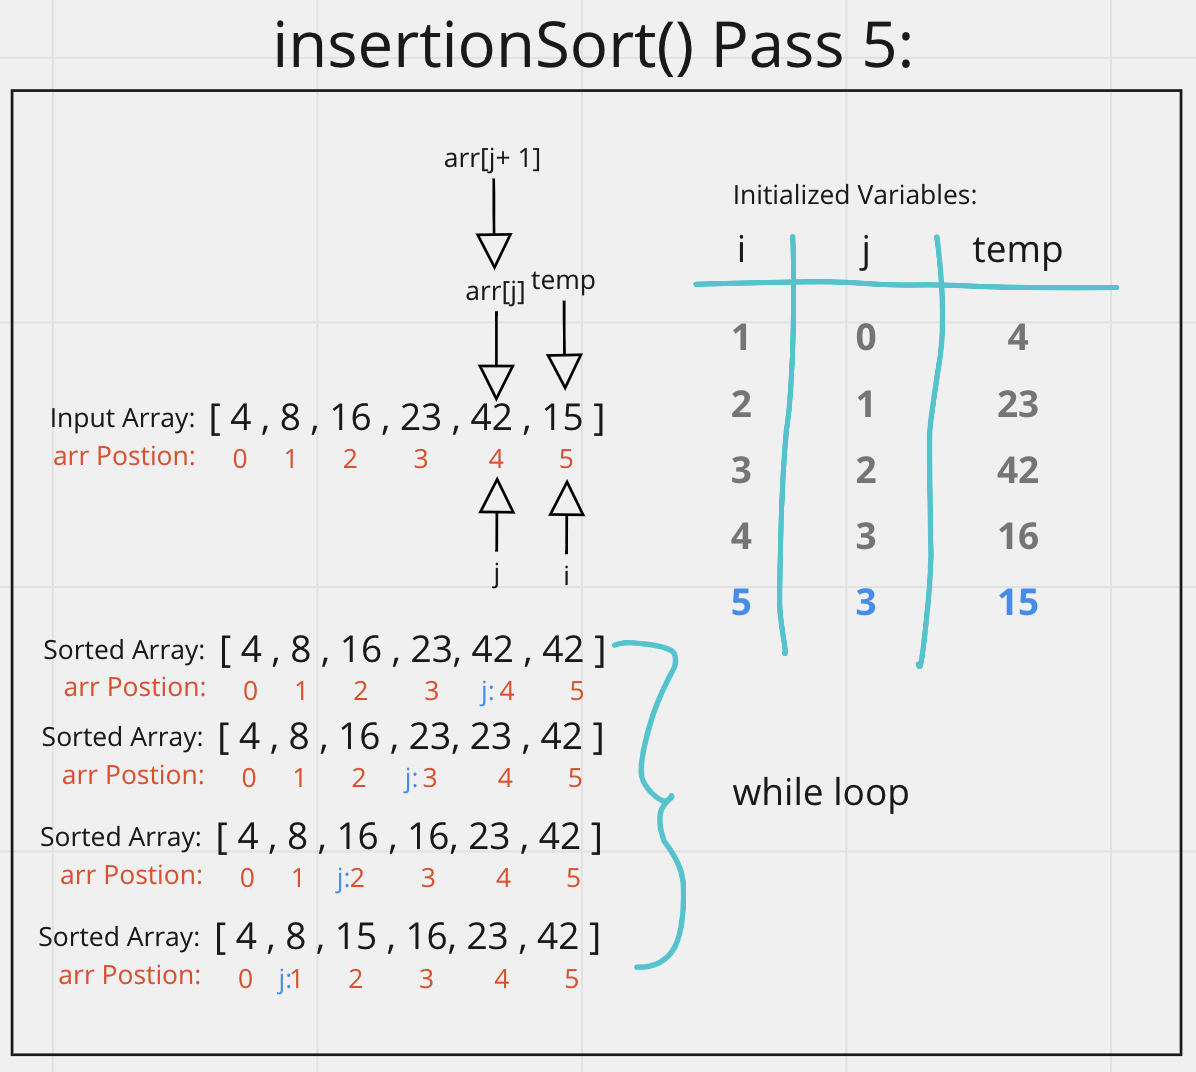 insertionSort() Pass 5:
arr[j+ 1]
arr[j] temp
Input Array: [ 4 , 8 , 16 , 23 , 42 , 15 ]
arr Postion: 0 1 2 3 4 5
j i
Initialized Variables:
i j temp
1 0 4
2 1 23
3 2 42
4 3 16
5 3 15
Sorted Array: [ 4 , 8 , 16 , 23, 42 , 42 ]
arr Postion: 0 1 2 3 j: 4 5
Sorted Array: [ 4 , 8 , 16 , 23, 23 , 42 ]
arr Postion: 0 1 2 j: 3 4 5
Sorted Array: [ 4 , 8 , 16 , 16, 23 , 42 ]
arr Postion: 0 1 j:2 3 4 5
Sorted Array: [ 4 , 8 , 15 , 16, 23 , 42 ]
arr Postion: 0 j:1 2 3 4 5
while loop